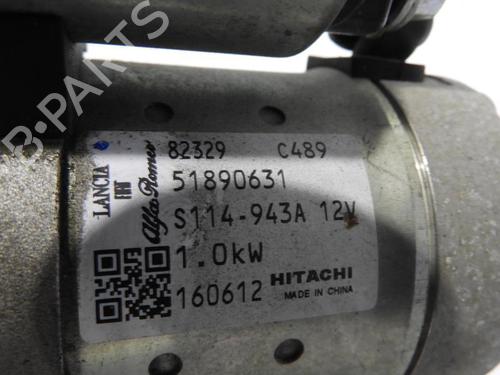 B-PARTS
82329 C489
51890631
S114-943A 12V
1.0kW
160612 HITACHI
MADE IN CHINA
LANCIA
FIAT
Alfa Romeo